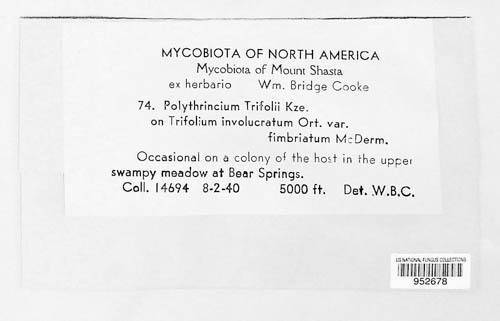 MYCOBIOTA OF NORTH AMERICA
Mycobiota of Mount Shasta
ex herbario Wm. Bridge Cooke
74. Polythrincium Trifolii Kze.
on Trifolium involucratum Ort. var.
fimbriatum McDerm.
Occasional on a colony of the host in the upper
swampy meadow at Bear Springs.
Coll. 14694 8-2-40 5000 ft. Det. W.B.C.
US NATIONAL FUNGUS COLLECTIONS
952678